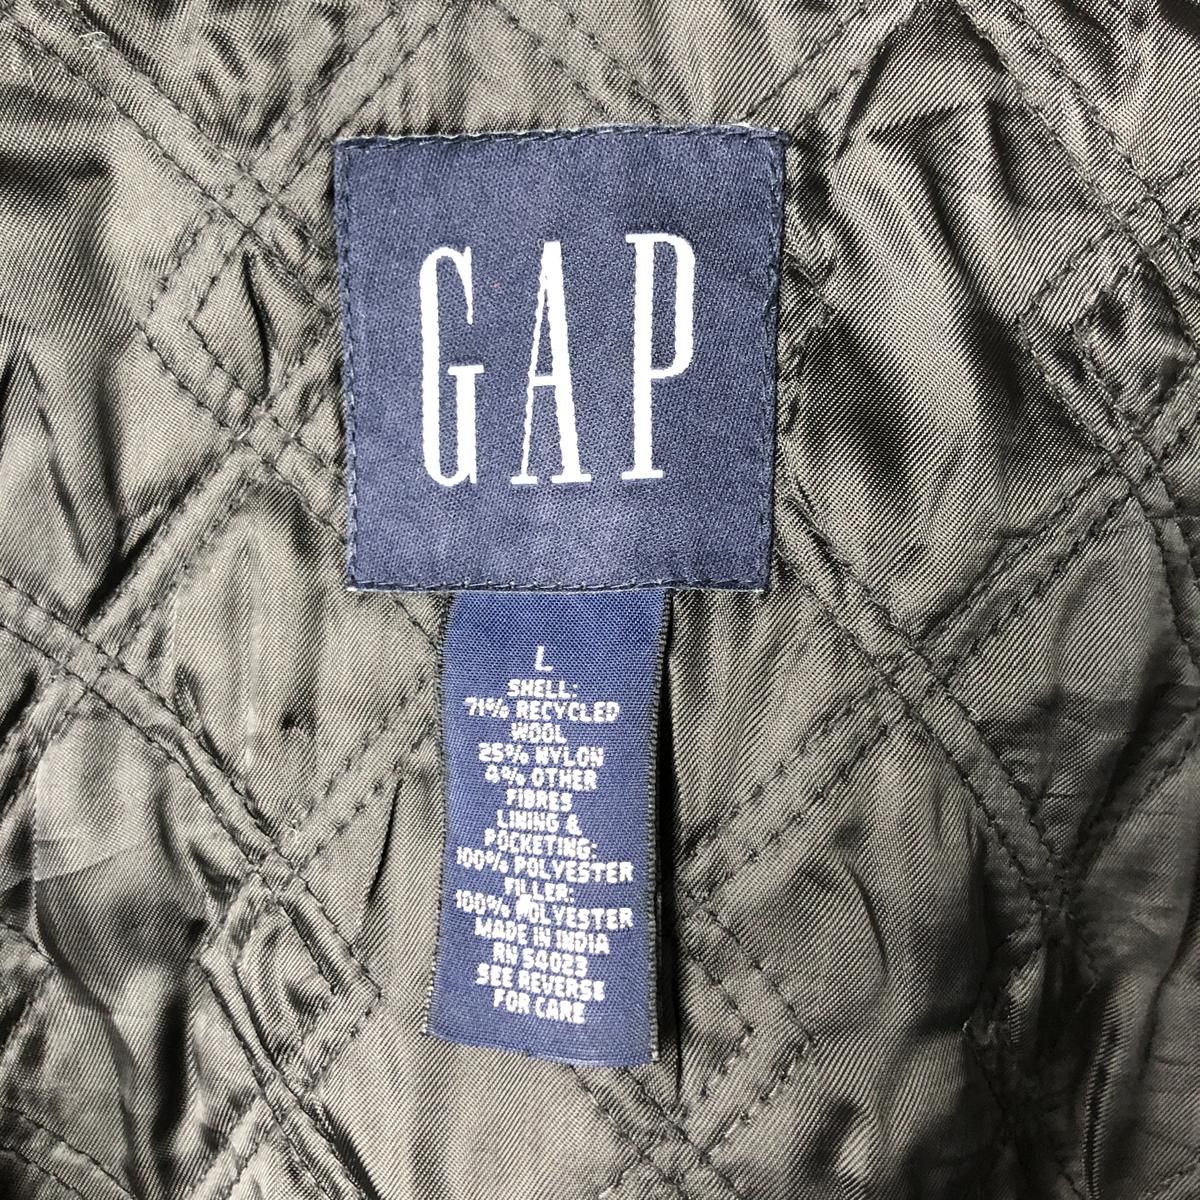 GAP
L
SHELL:
71% RECYCLED
WOOL
25% NYLON
4% OTHER
FIBRES
LINING &
POCKETING:
100% POLYESTER
FILLER:
100% POLYESTER
MADE IN INDIA
RN 54023
SEE REVERSE
FOR CARE